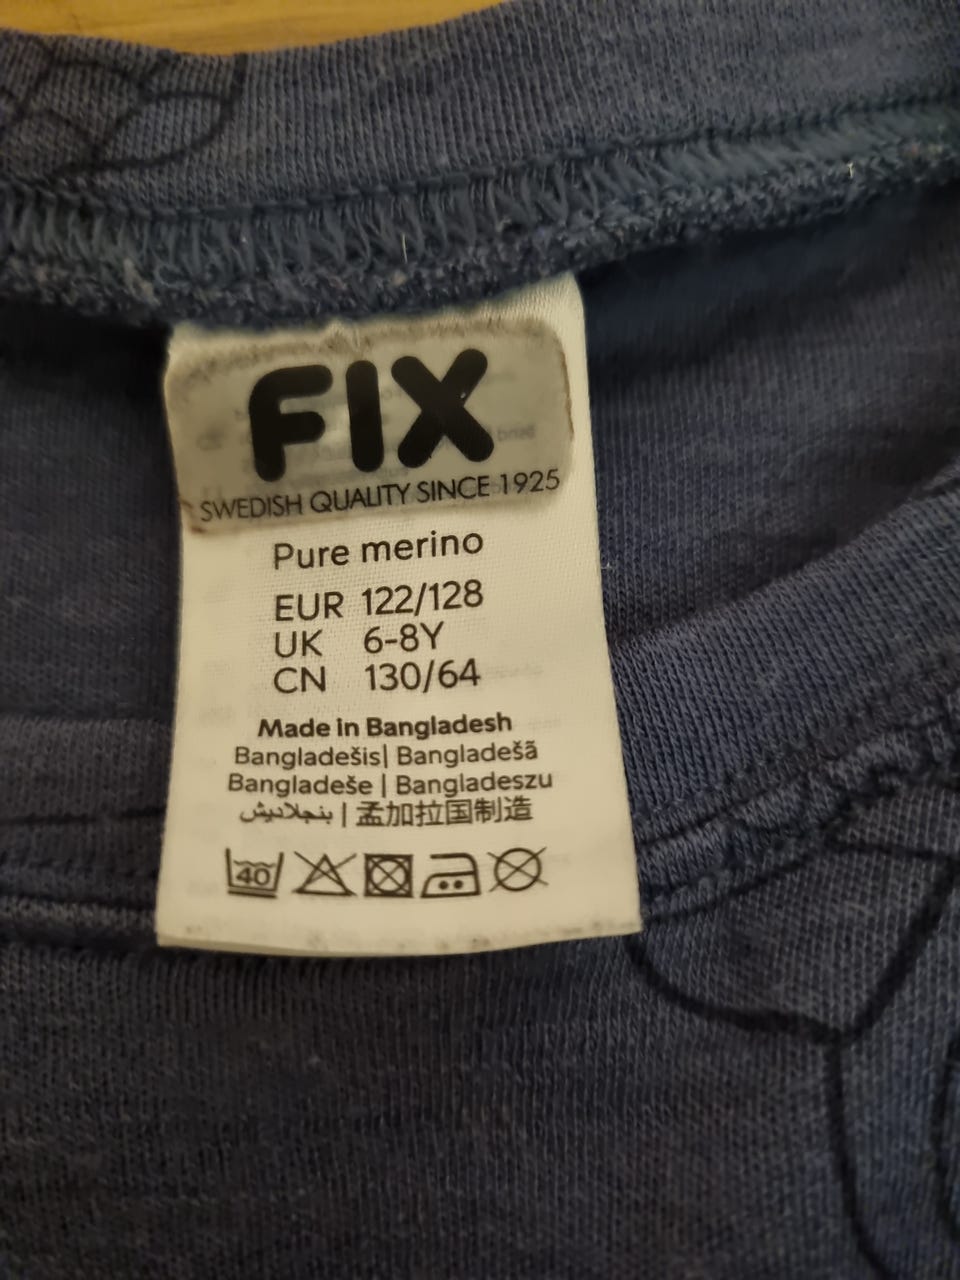 FIX
SWEDISH QUALITY SINCE 1925
Pure merino
EUR 122/128
UK 6-8Y
CN 130/64
Made in Bangladesh
Bangladešis| Bangladešā
Bangladeše | Bangladeszu
بنجلاديش | 孟加拉国制造
40